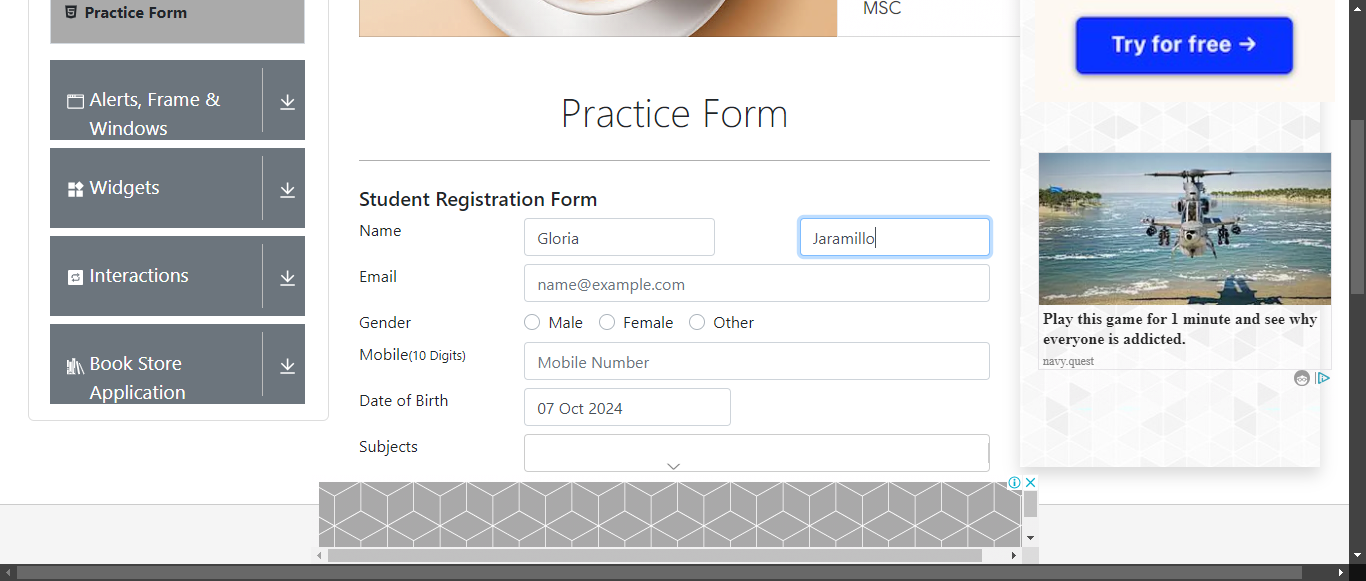 Practice Form
Alerts, Frame &
Windows
Widgets
Interactions
Book Store
Application
MSC
Practice Form
Student Registration Form
Name
Gloria
Jaramillo
Email
name@example.com
Gender
Male
Female
Other
Mobile(10 Digits)
Mobile Number
Date of Birth
07 Oct 2024
Subjects
Try for free →
Play this game for 1 minute and see why
everyone is addicted.
navy.quest